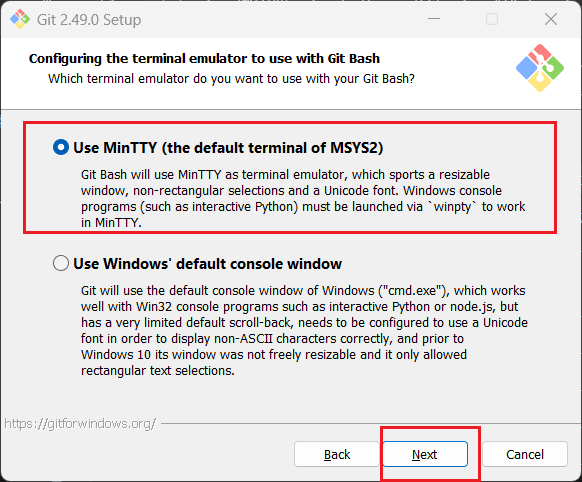 Git 2.49.0 Setup
Configuring the terminal emulator to use with Git Bash
Which terminal emulator do you want to use with your Git Bash?
Use MinTTY (the default terminal of MSYS2)
Git Bash will use MinTTY as terminal emulator, which sports a resizable
window, non-rectangular selections and a Unicode font. Windows console
programs (such as interactive Python) must be launched via `winpty` to work
in MinTTY.
Use Windows' default console window
Git will use the default console window of Windows ("cmd.exe"), which works
well with Win32 console programs such as interactive Python or node.js, but
has a very limited default scroll-back, needs to be configured to use a Unicode
font in order to display non-ASCII characters correctly, and prior to
Windows 10 its window was not freely resizable and it only allowed
rectangular text selections.
https://gitforwindows.org/
Back
Next
Cancel